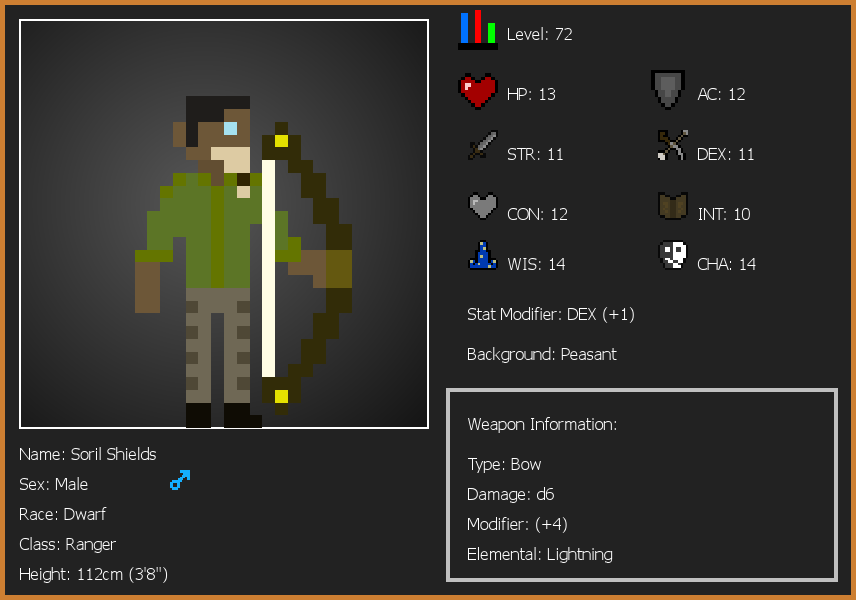 Level: 72
HP: 13
AC: 12
STR: 11
DEX: 11
CON: 12
INT: 10
WIS: 14
CHA: 14
Stat Modifier: DEX (+1)
Background: Peasant
Weapon Information:
Type: Bow
Damage: d6
Modifier: (+4)
Elemental: Lightning
Name: Soril Shields
Sex: Male
Race: Dwarf
Class: Ranger
Height: 112cm (3'8")